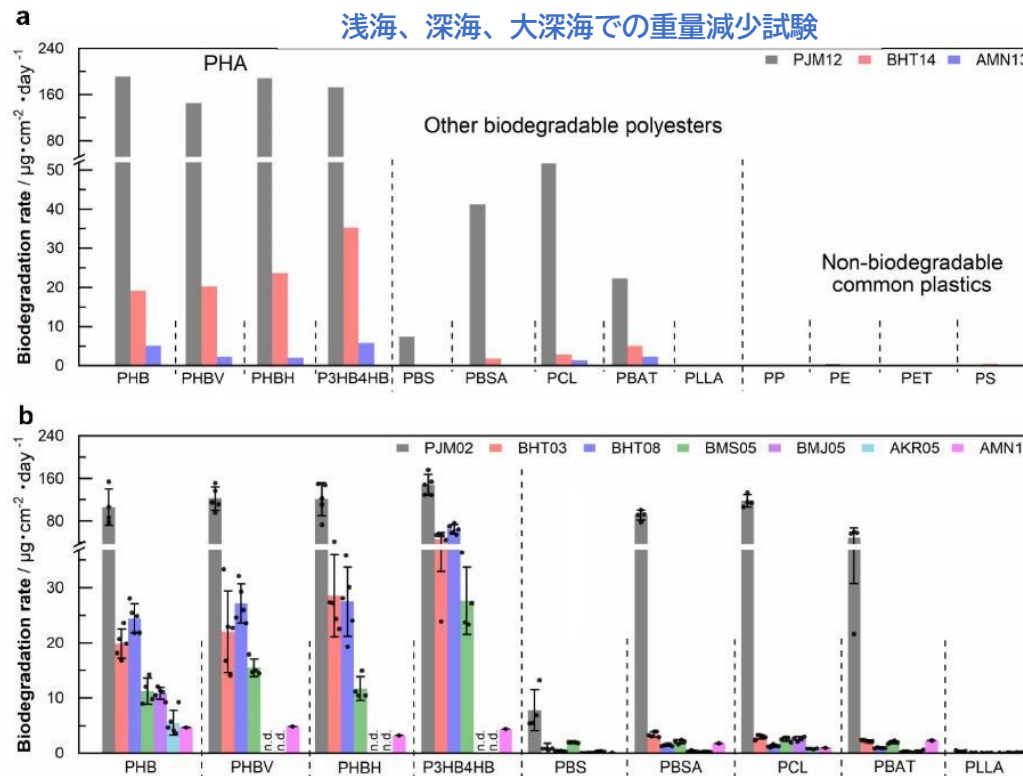 a
浅海、深海、大深海での重量減少試験
240
160
80
50
40
30
20
10
0
Biodegradation rate / μg·cm⁻²·day⁻¹
PHA
PJM12 BHT14 AMN13
Other biodegradable polyesters
Non-biodegradable
common plastics
PHB PHBV PHBH P3HB4HB PBS PBSA PCL PBAT PLLA PP PE PET PS
b
240
160
80
30
20
10
0
Biodegradation rate / μg·cm⁻²·day⁻¹
PJM02 BHT03 BHT08 BMS05 BMJ05 AKR05 AMN1
n.d. n.d. n.d. n.d. n.d. n.d.
PHB PHBV PHBH P3HB4HB PBS PBSA PCL PBAT PLLA